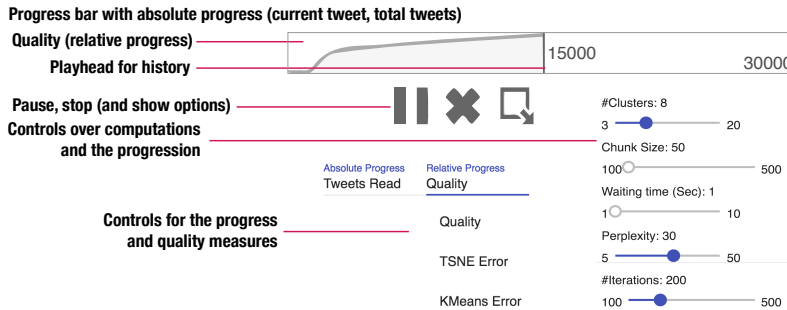 Progress bar with absolute progress (current tweet, total tweets)
Quality (relative progress)
Playhead for history
15000
30000
Pause, stop (and show options)
Controls over computations
and the progression
#Clusters: 8
3
20
Chunk Size: 50
100
500
Waiting time (Sec): 1
1
10
Perplexity: 30
5
50
#Iterations: 200
100
500
Absolute Progress
Tweets Read
Relative Progress
Quality
Controls for the progress
and quality measures
Quality
TSNE Error
KMeans Error